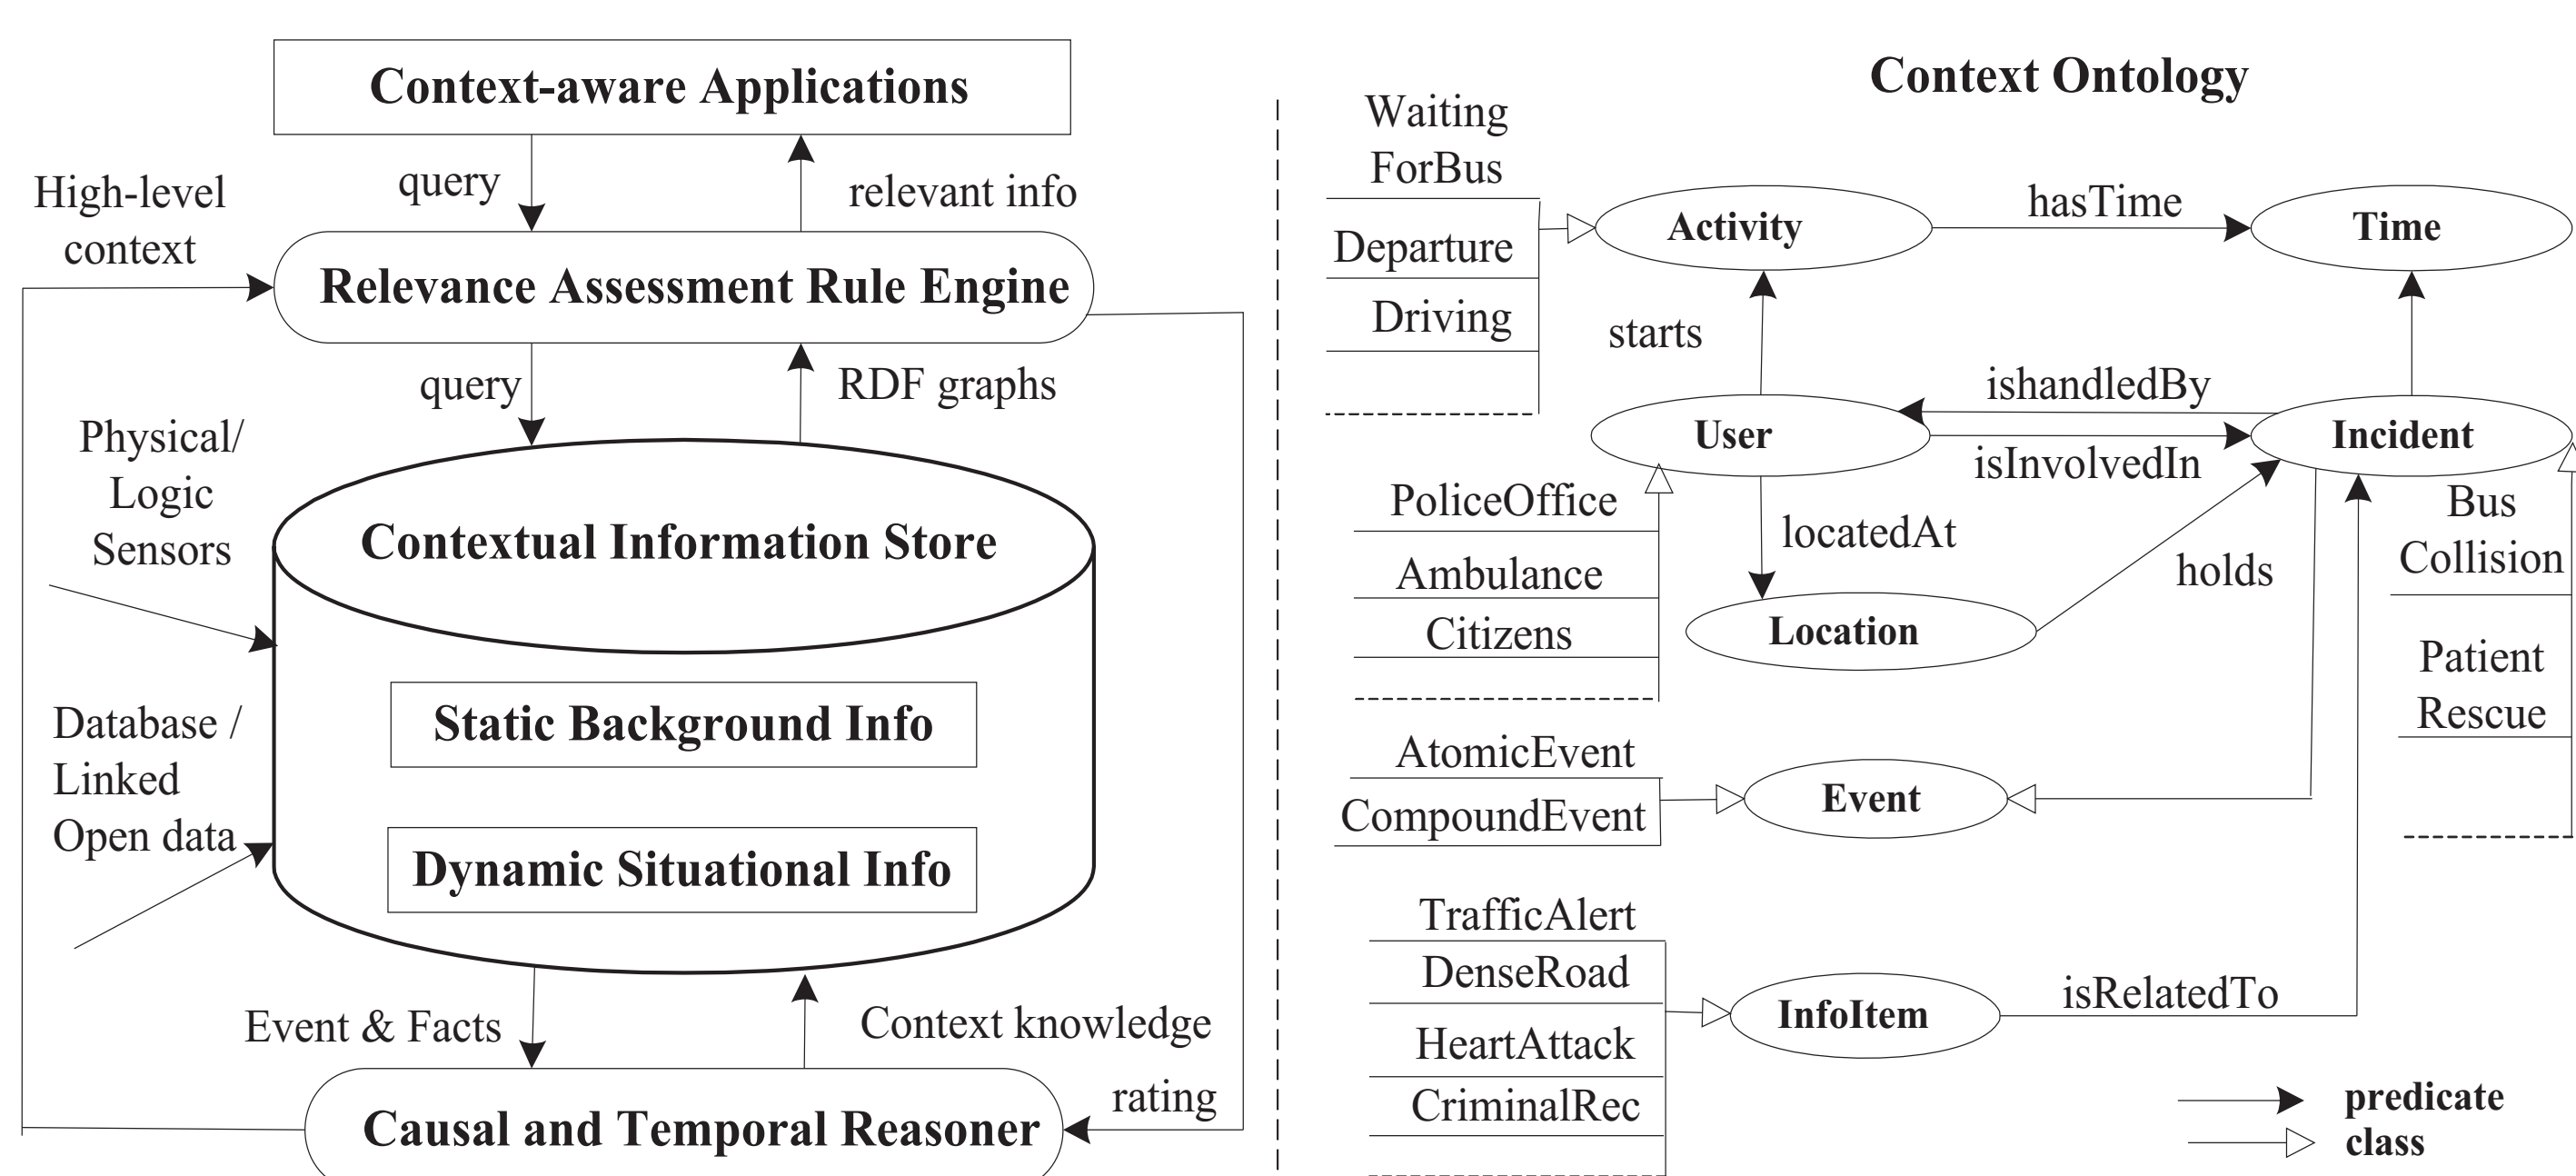 Context-aware Applications
query
relevant info
High-level
context
Relevance Assessment Rule Engine
query
RDF graphs
Physical/
Logic
Sensors
Contextual Information Store
Static Background Info
Database /
Linked
Open data
Dynamic Situational Info
Event & Facts
Context knowledge
rating
Causal and Temporal Reasoner
Context Ontology
Waiting
ForBus
Departure
Driving
Activity
hasTime
Time
starts
ishandledBy
User
Incident
isInvolvedIn
PoliceOffice
Ambulance
Citizens
locatedAt
Location
holds
Bus
Collision
Patient
Rescue
AtomicEvent
CompoundEvent
Event
TrafficAlert
DenseRoad
HeartAttack
CriminalRec
InfoItem
isRelatedTo
predicate
class